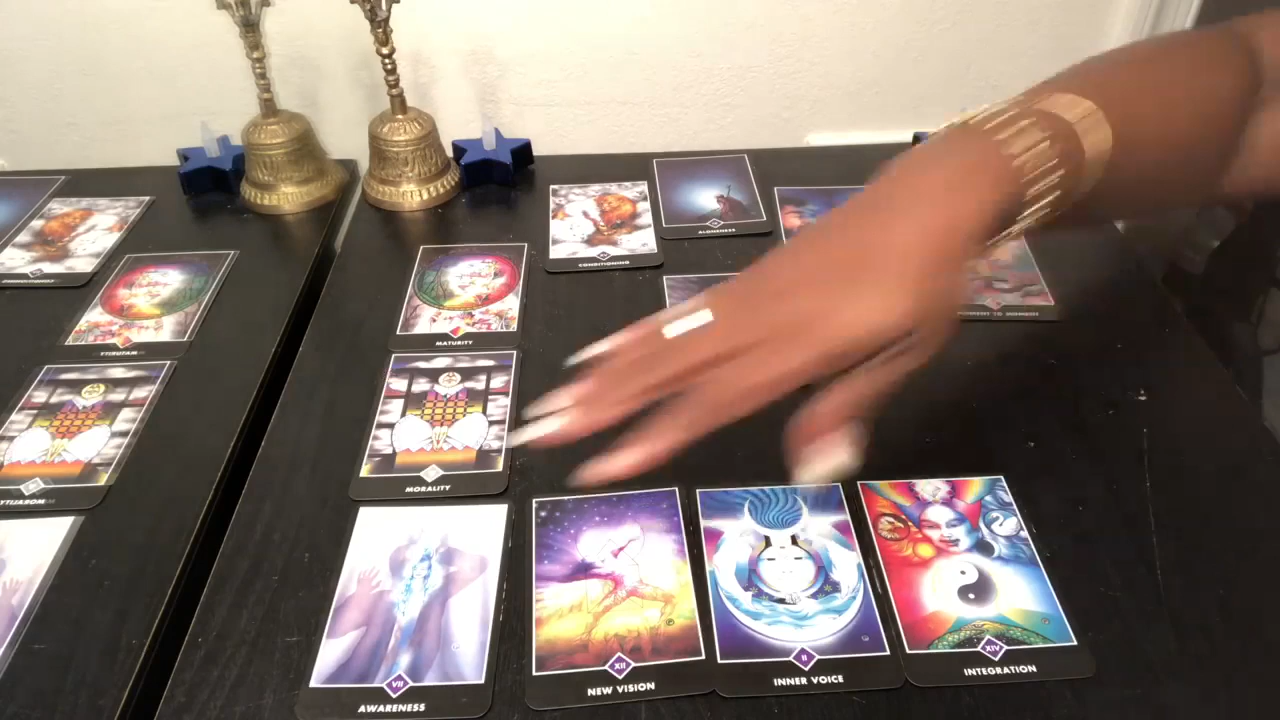 ALONENESS
CONDITIONING
MATURITY
MORALITY
VII
AWARENESS
XII
NEW VISION
II
INNER VOICE
XIV
INTEGRATION